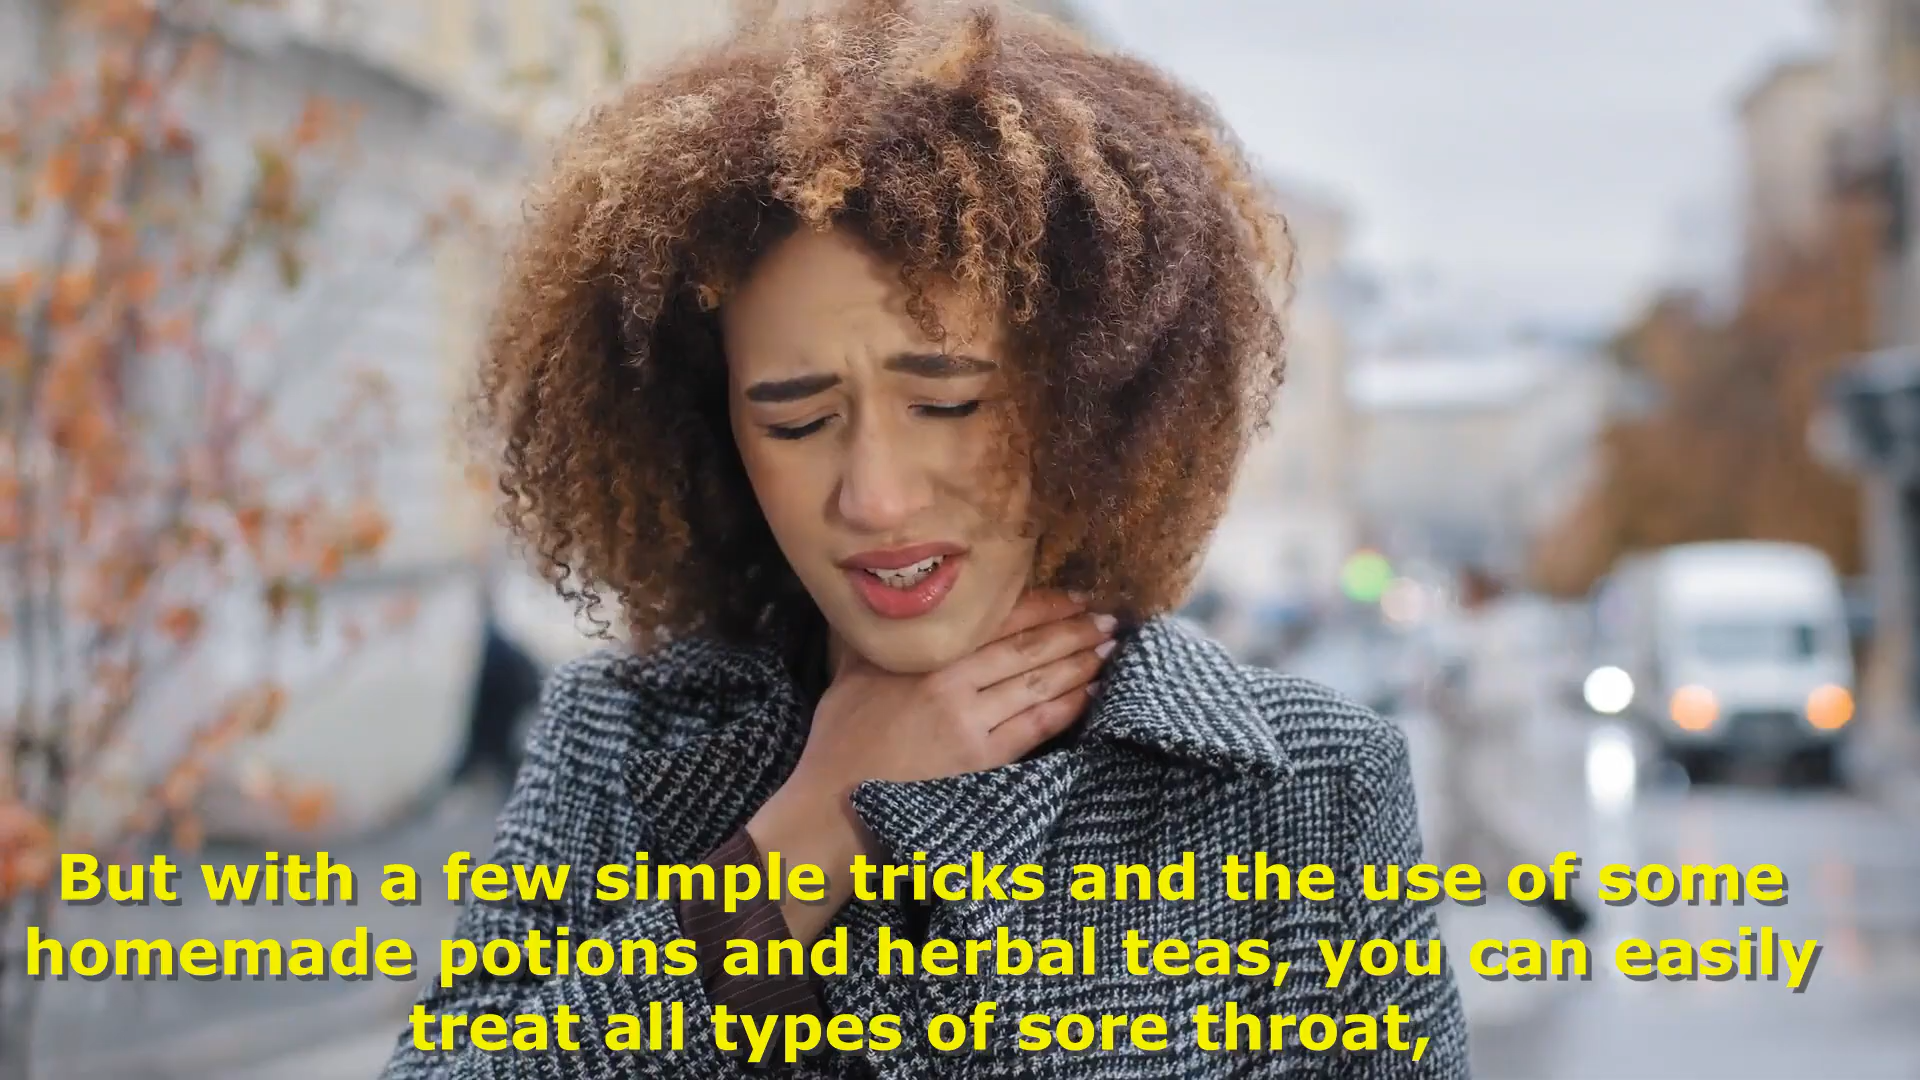 But with a few simple tricks and the use of some
homemade potions and herbal teas, you can easily
treat all types of sore throat,